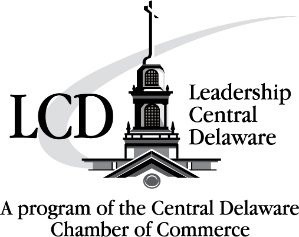 LCD
Leadership
Central
Delaware
A program of the Central Delaware
Chamber of Commerce